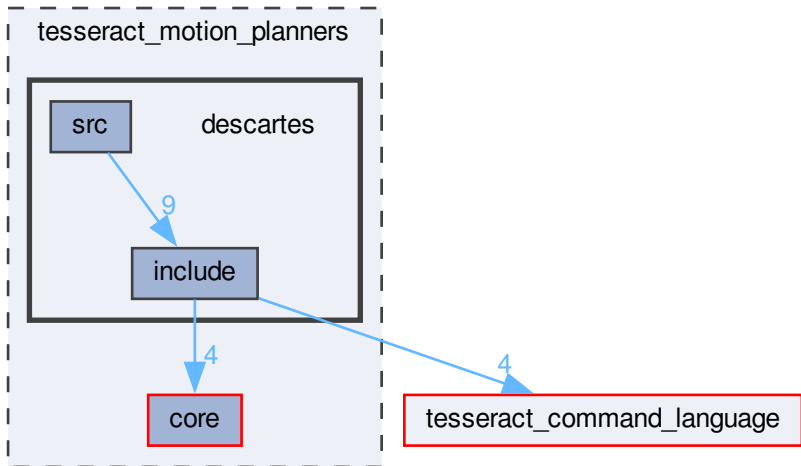 tesseract_motion_planners
src
descartes
9
include
4
4
core
tesseract_command_language